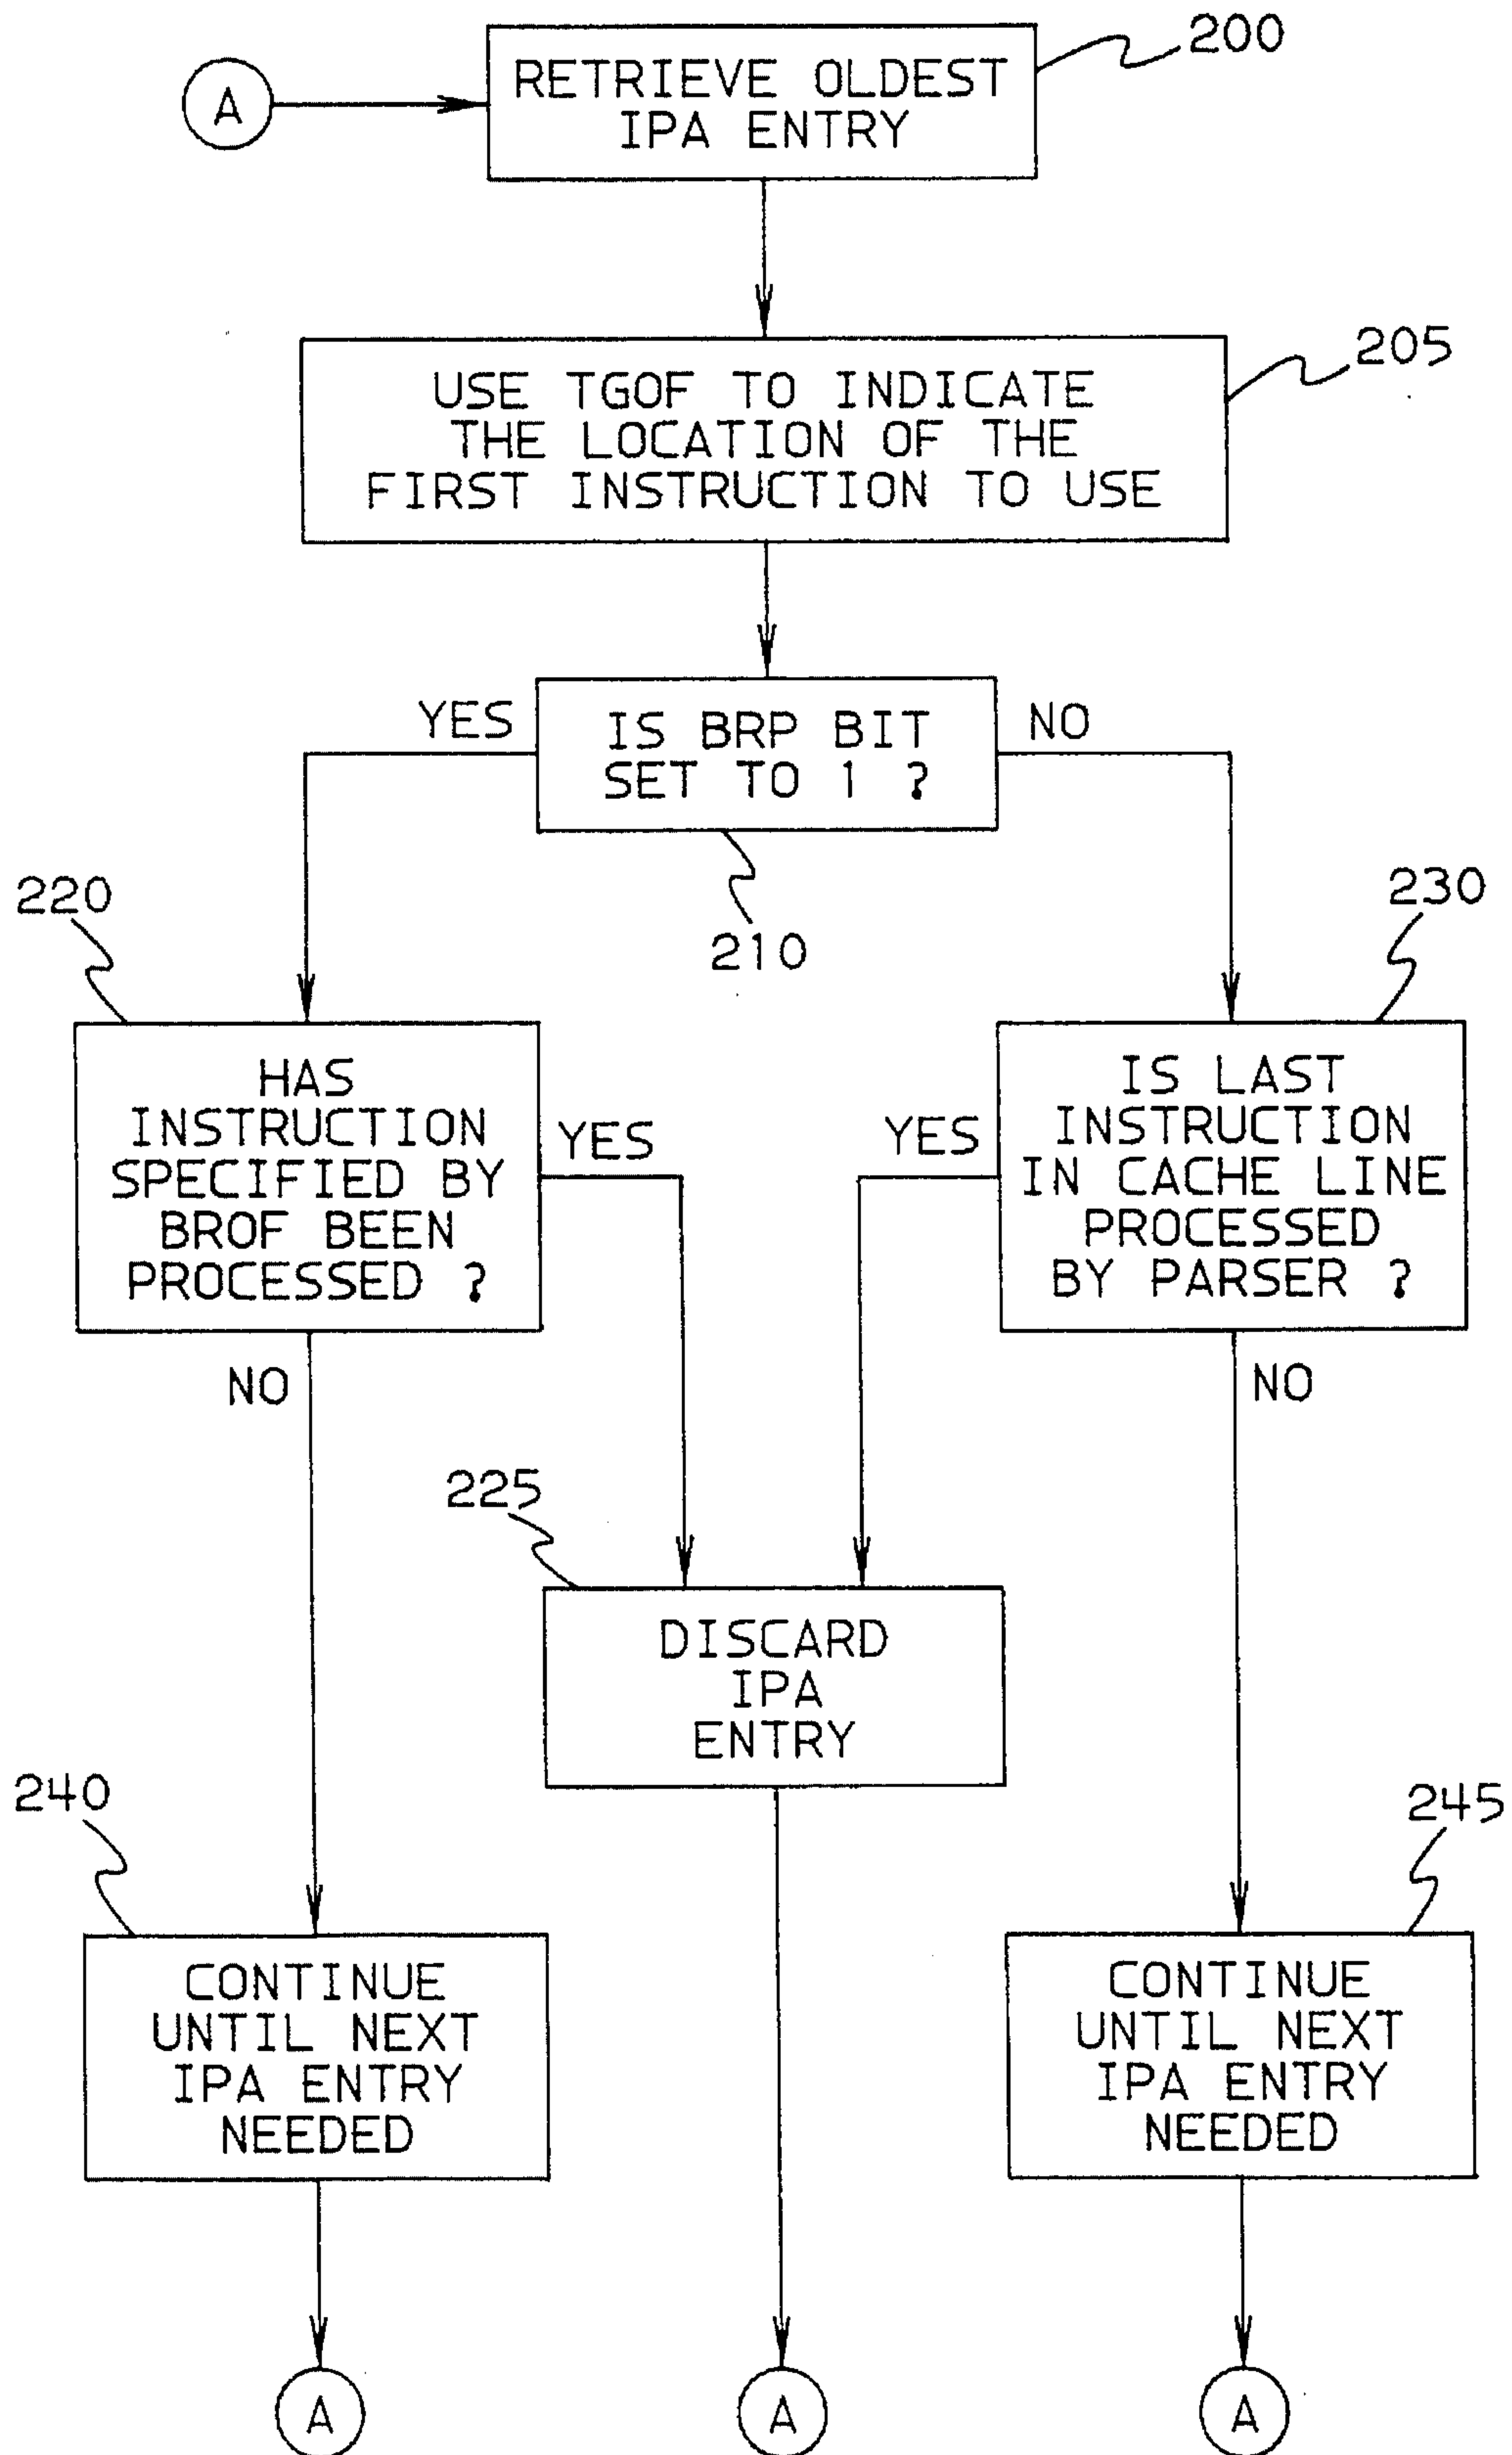 200
A
RETRIEVE OLDEST
IPA ENTRY
205
USE TGOF TO INDICATE
THE LOCATION OF THE
FIRST INSTRUCTION TO USE
YES
IS BRP BIT
SET TO 1 ?
NO
210
220
230
HAS
INSTRUCTION
SPECIFIED BY
BROF BEEN
PROCESSED ?
YES
YES
IS LAST
INSTRUCTION
IN CACHE LINE
PROCESSED
BY PARSER ?
NO
NO
225
DISCARD
IPA
ENTRY
240
245
CONTINUE
UNTIL NEXT
IPA ENTRY
NEEDED
CONTINUE
UNTIL NEXT
IPA ENTRY
NEEDED
A
A
A